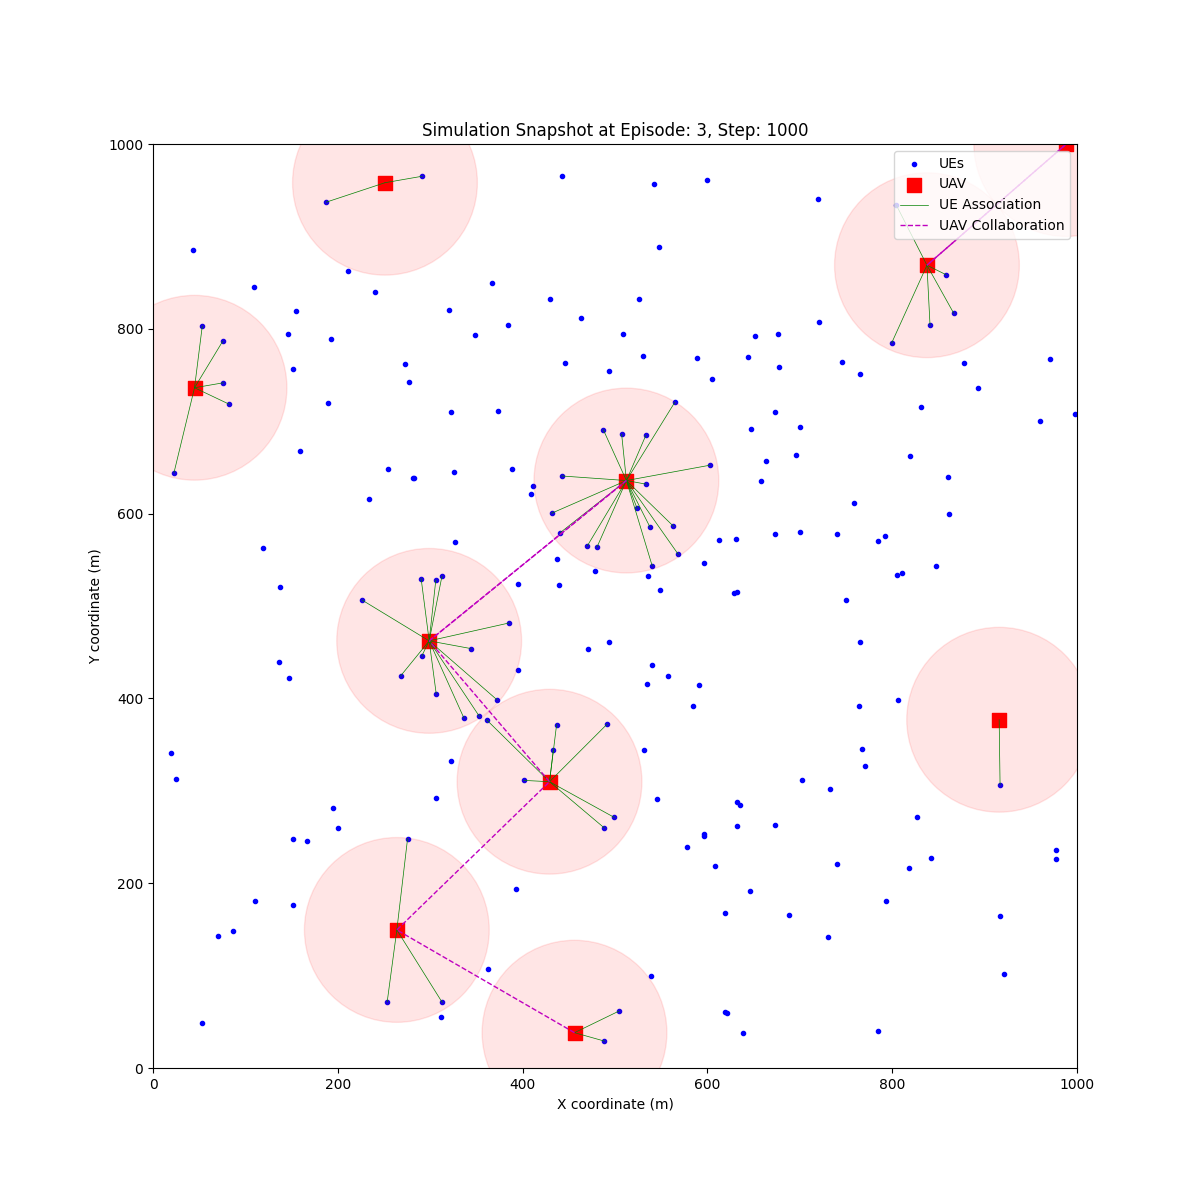 Simulation Snapshot at Episode: 3, Step: 1000
UEs
UAV
UE Association
UAV Collaboration
1000
800
600
400
200
0
Y coordinate (m)
0 200 400 600 800 1000
X coordinate (m)